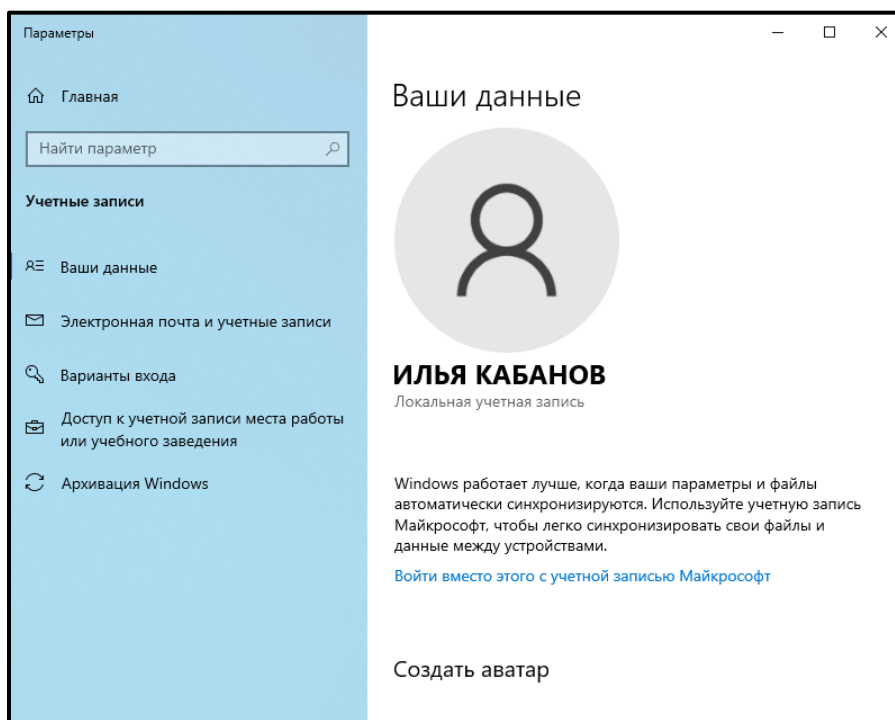 Параметры
Главная
Найти параметр
Учетные записи
Ваши данные
Электронная почта и учетные записи
Варианты входа
Доступ к учетной записи места работы
или учебного заведения
Архивация Windows
Ваши данные
ИЛЬЯ КАБАНОВ
Локальная учетная запись
Windows работает лучше, когда ваши параметры и файлы
автоматически синхронизируются. Используйте учетную запись
Майкрософт, чтобы легко синхронизировать свои файлы и
данные между устройствами.
Войти вместо этого с учетной записью Майкрософт
Создать аватар